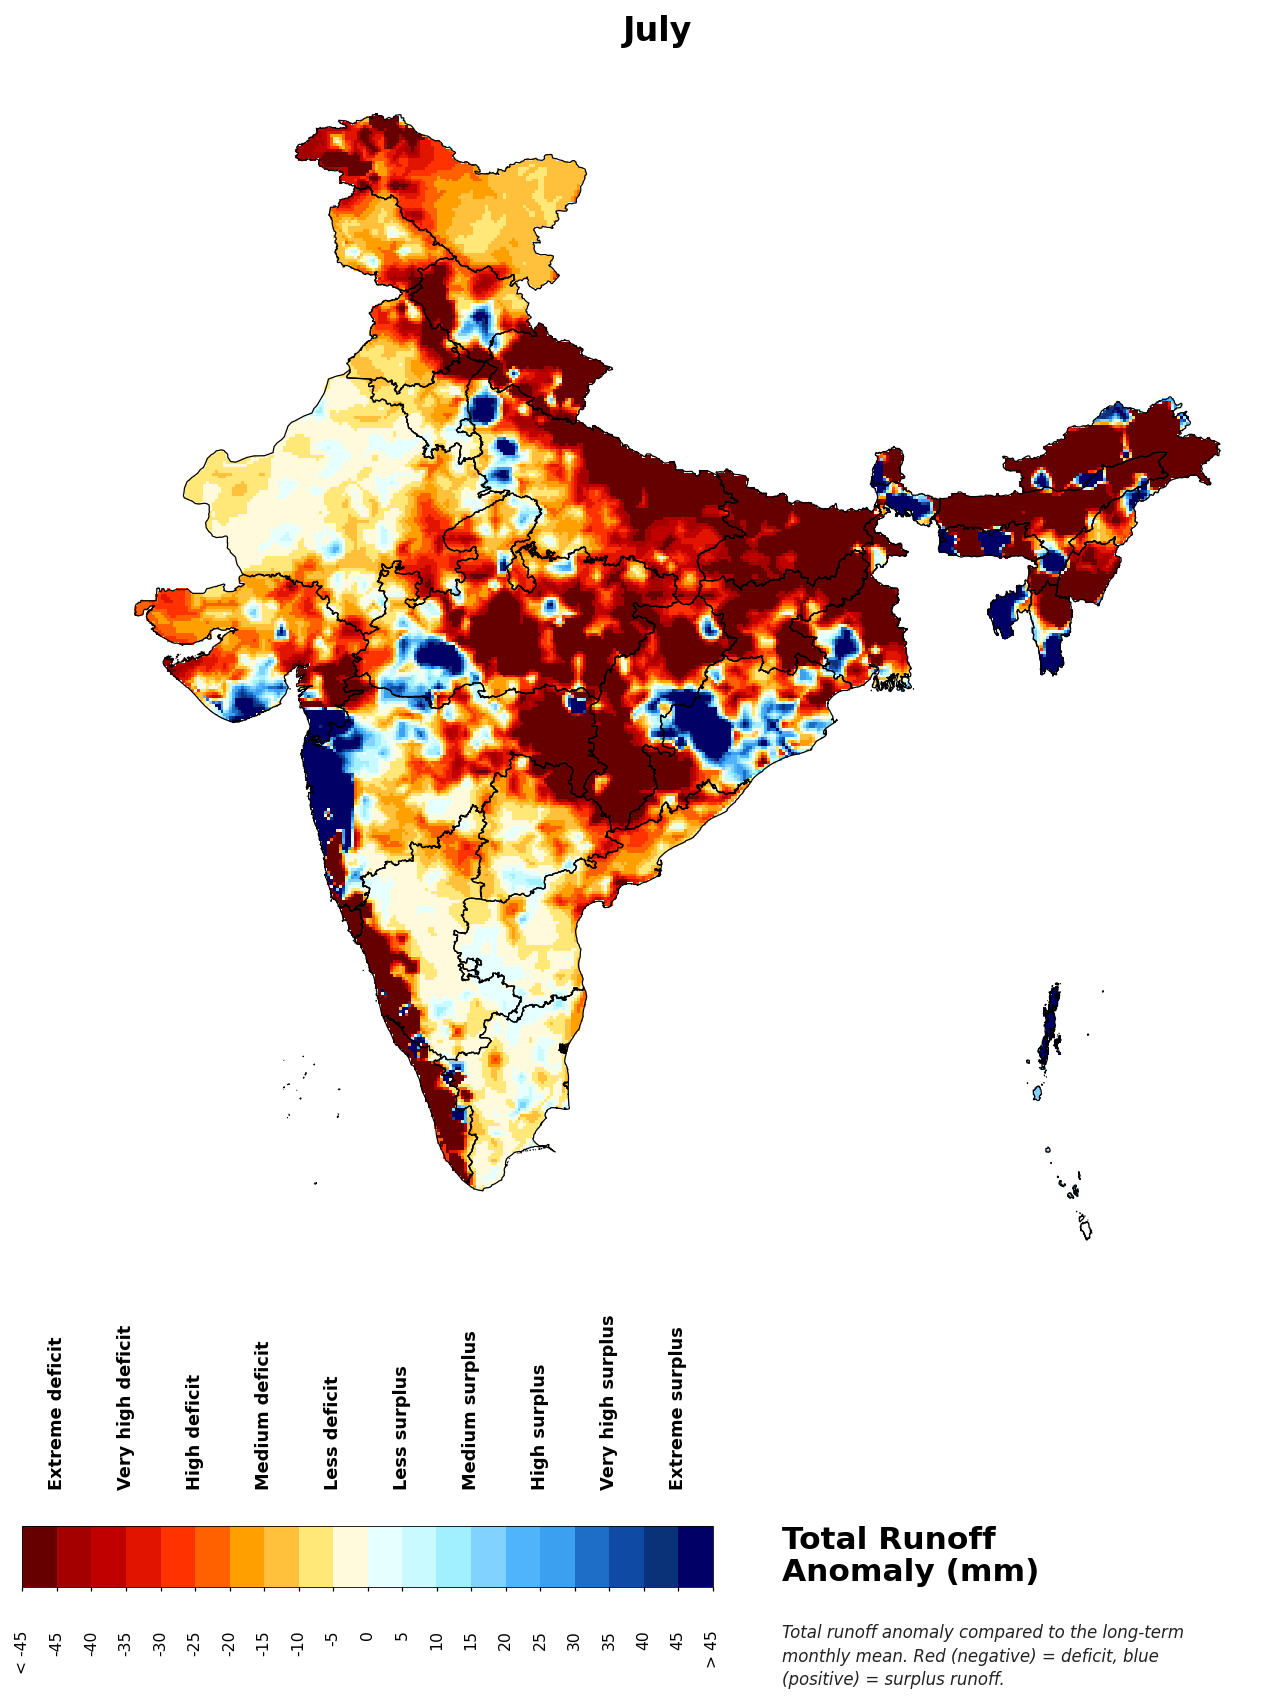 July
Extreme deficit
Very high deficit
High deficit
Medium deficit
Less deficit
Less surplus
Medium surplus
High surplus
Very high surplus
Extreme surplus
< -45
-45
-40
-35
-30
-25
-20
-15
-10
-5
0
5
10
15
20
25
30
35
40
45
> 45
Total Runoff
Anomaly (mm)
Total runoff anomaly compared to the long-term
monthly mean. Red (negative) = deficit, blue
(positive) = surplus runoff.